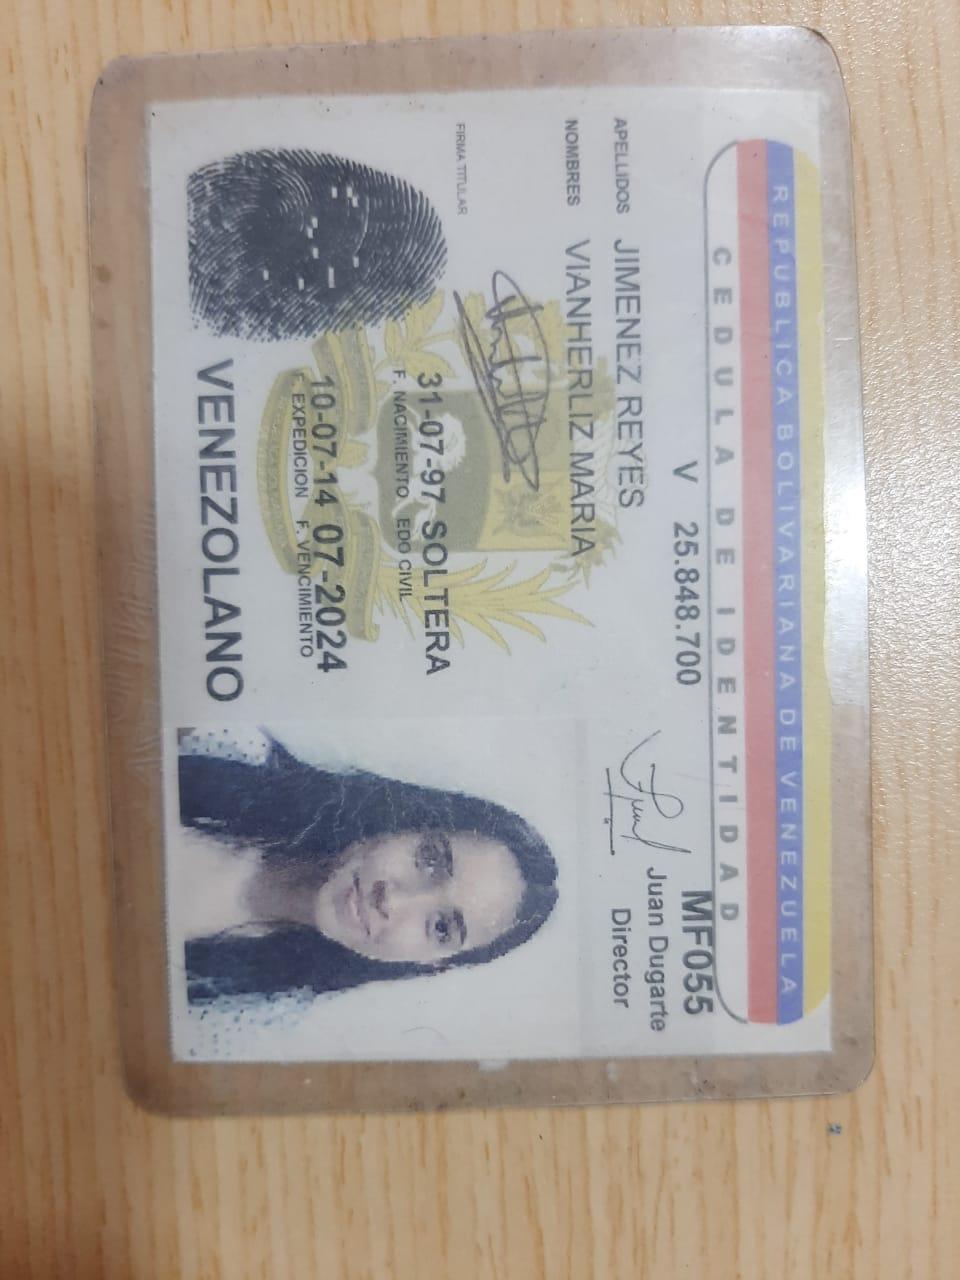 REPUBLICA BOLIVARIANA DE VENEZUELA
CEDULA DE IDENTIDAD
V 25.848.700
MF055
Juan Dugarte
Director
APELLIDOS JIMENEZ REYES
NOMBRES VIANHERLIZ MARIA
FIRMA TITULAR
31-07-97 SOLTERA
F. NACIMIENTO EDO CIVIL
10-07-14 07-2024
F. EXPEDICION F. VENCIMIENTO
VENEZOLANO